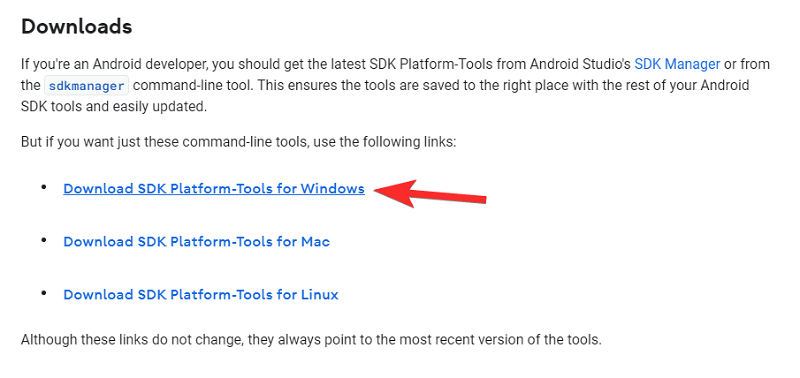 Downloads
If you're an Android developer, you should get the latest SDK Platform-Tools from Android Studio's SDK Manager or from
the sdkmanager command-line tool. This ensures the tools are saved to the right place with the rest of your Android
SDK tools and easily updated.
But if you want just these command-line tools, use the following links:
• Download SDK Platform-Tools for Windows
• Download SDK Platform-Tools for Mac
• Download SDK Platform-Tools for Linux
Although these links do not change, they always point to the most recent version of the tools.